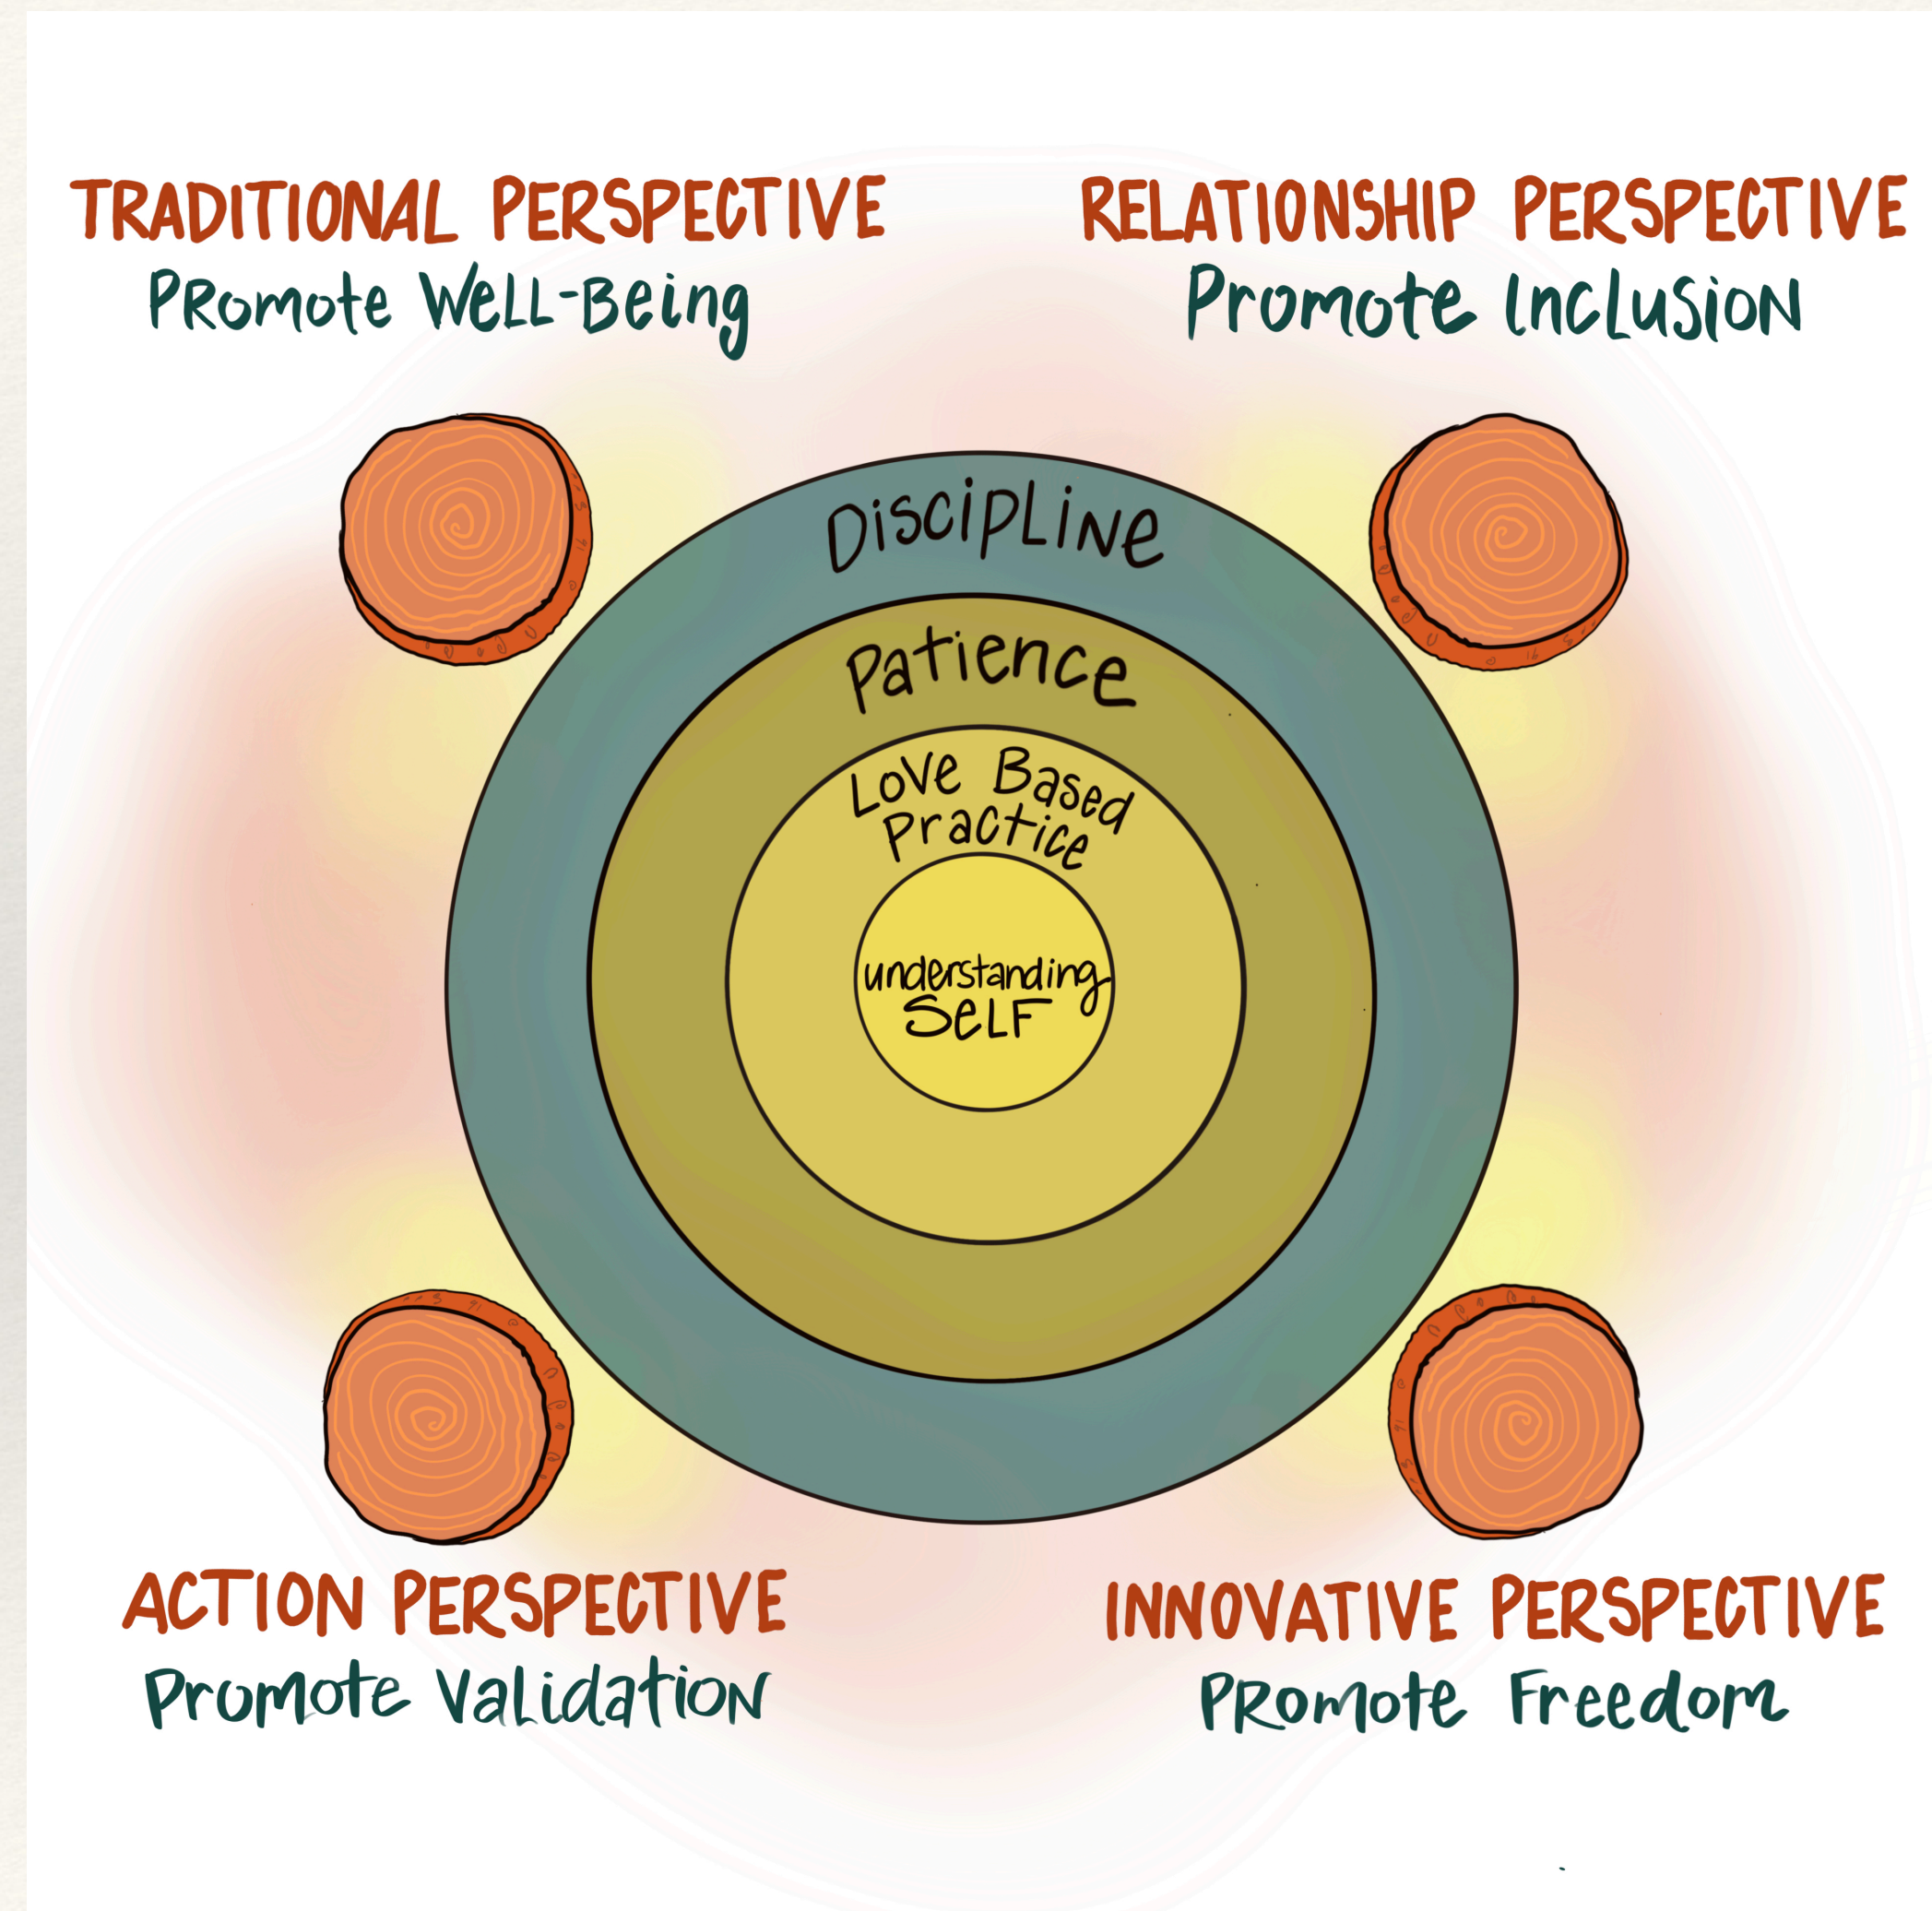 TRADITIONAL PERSPECTIVE
Promote Well-Being
RELATIONSHIP PERSPECTIVE
Promote Inclusion
Discipline
Patience
Love Based
Practice
understanding
SELF
ACTION PERSPECTIVE
Promote Validation
INNOVATIVE PERSPECTIVE
Promote Freedom